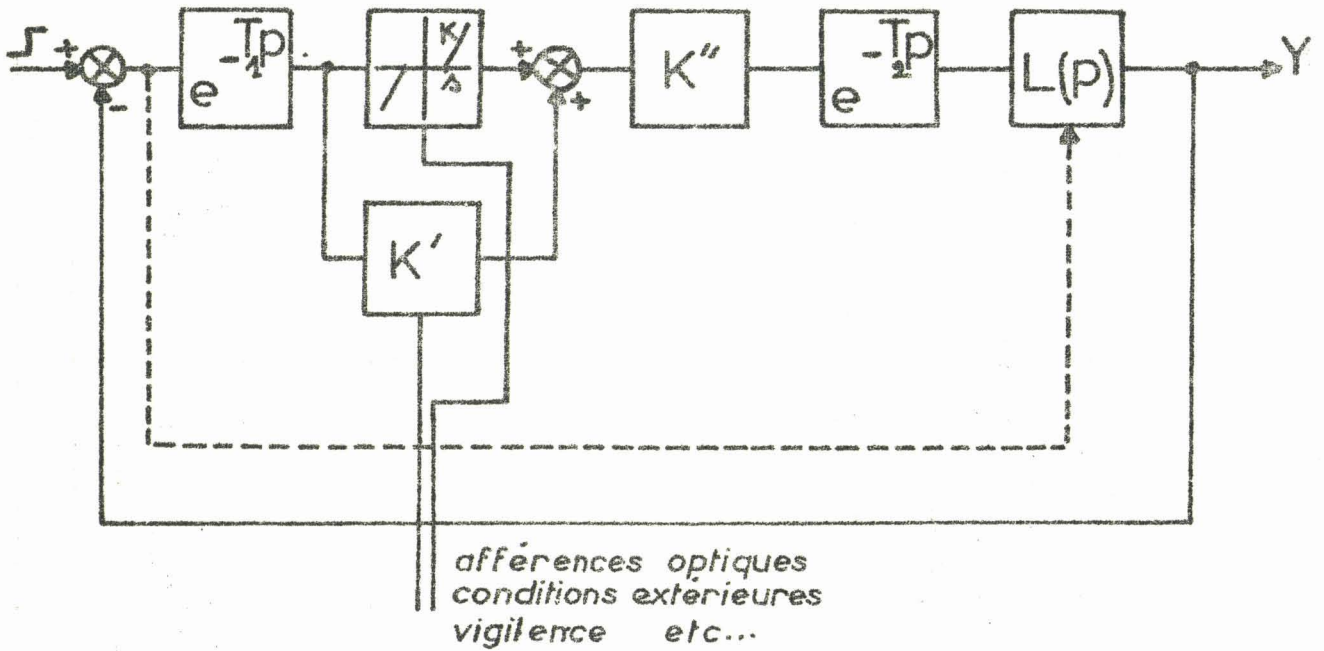 + -
e -T1p
K / s
+ +
K''
e -T2p
L(p)
Y
K'
afférences optiques
conditions extérieures
vigilence etc...